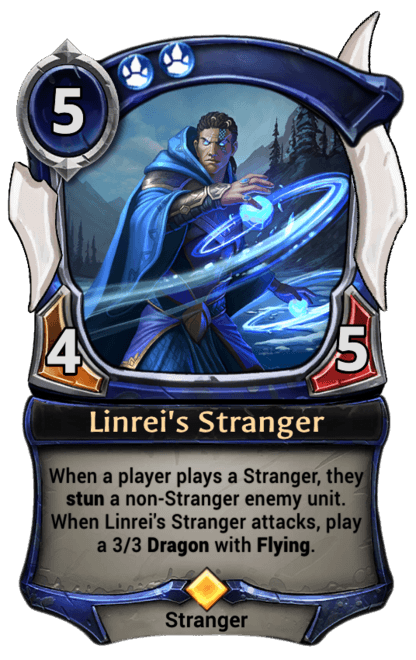 5
4
5
Linrei's Stranger
When a player plays a Stranger, they
stun a non-Stranger enemy unit.
When Linrei's Stranger attacks, play
a 3/3 Dragon with Flying.
Stranger